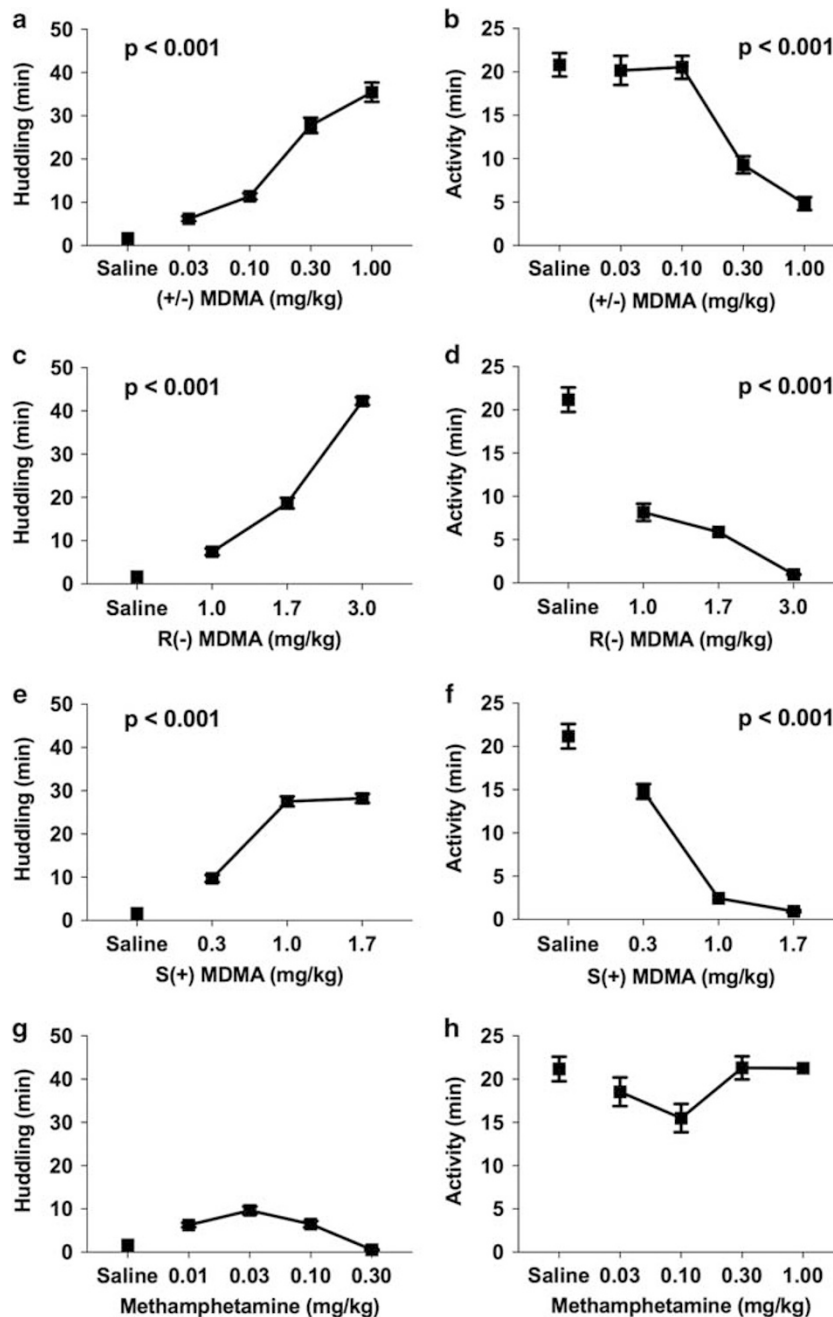 a
50
40
30
20
10
0
Huddling (min)
p < 0.001
Saline 0.03 0.10 0.30 1.00
(+/-) MDMA (mg/kg)
b
25
20
15
10
5
0
Activity (min)
p < 0.001
Saline 0.03 0.10 0.30 1.00
(+/-) MDMA (mg/kg)
c
50
40
30
20
10
0
Huddling (min)
p < 0.001
Saline 1.0 1.7 3.0
R(-) MDMA (mg/kg)
d
25
20
15
10
5
0
Activity (min)
p < 0.001
Saline 1.0 1.7 3.0
R(-) MDMA (mg/kg)
e
50
40
30
20
10
0
Huddling (min)
p < 0.001
Saline 0.3 1.0 1.7
S(+) MDMA (mg/kg)
f
25
20
15
10
5
0
Activity (min)
p < 0.001
Saline 0.3 1.0 1.7
S(+) MDMA (mg/kg)
g
50
40
30
20
10
0
Huddling (min)
Saline 0.01 0.03 0.10 0.30
Methamphetamine (mg/kg)
h
25
20
15
10
5
0
Activity (min)
Saline 0.03 0.10 0.30 1.00
Methamphetamine (mg/kg)